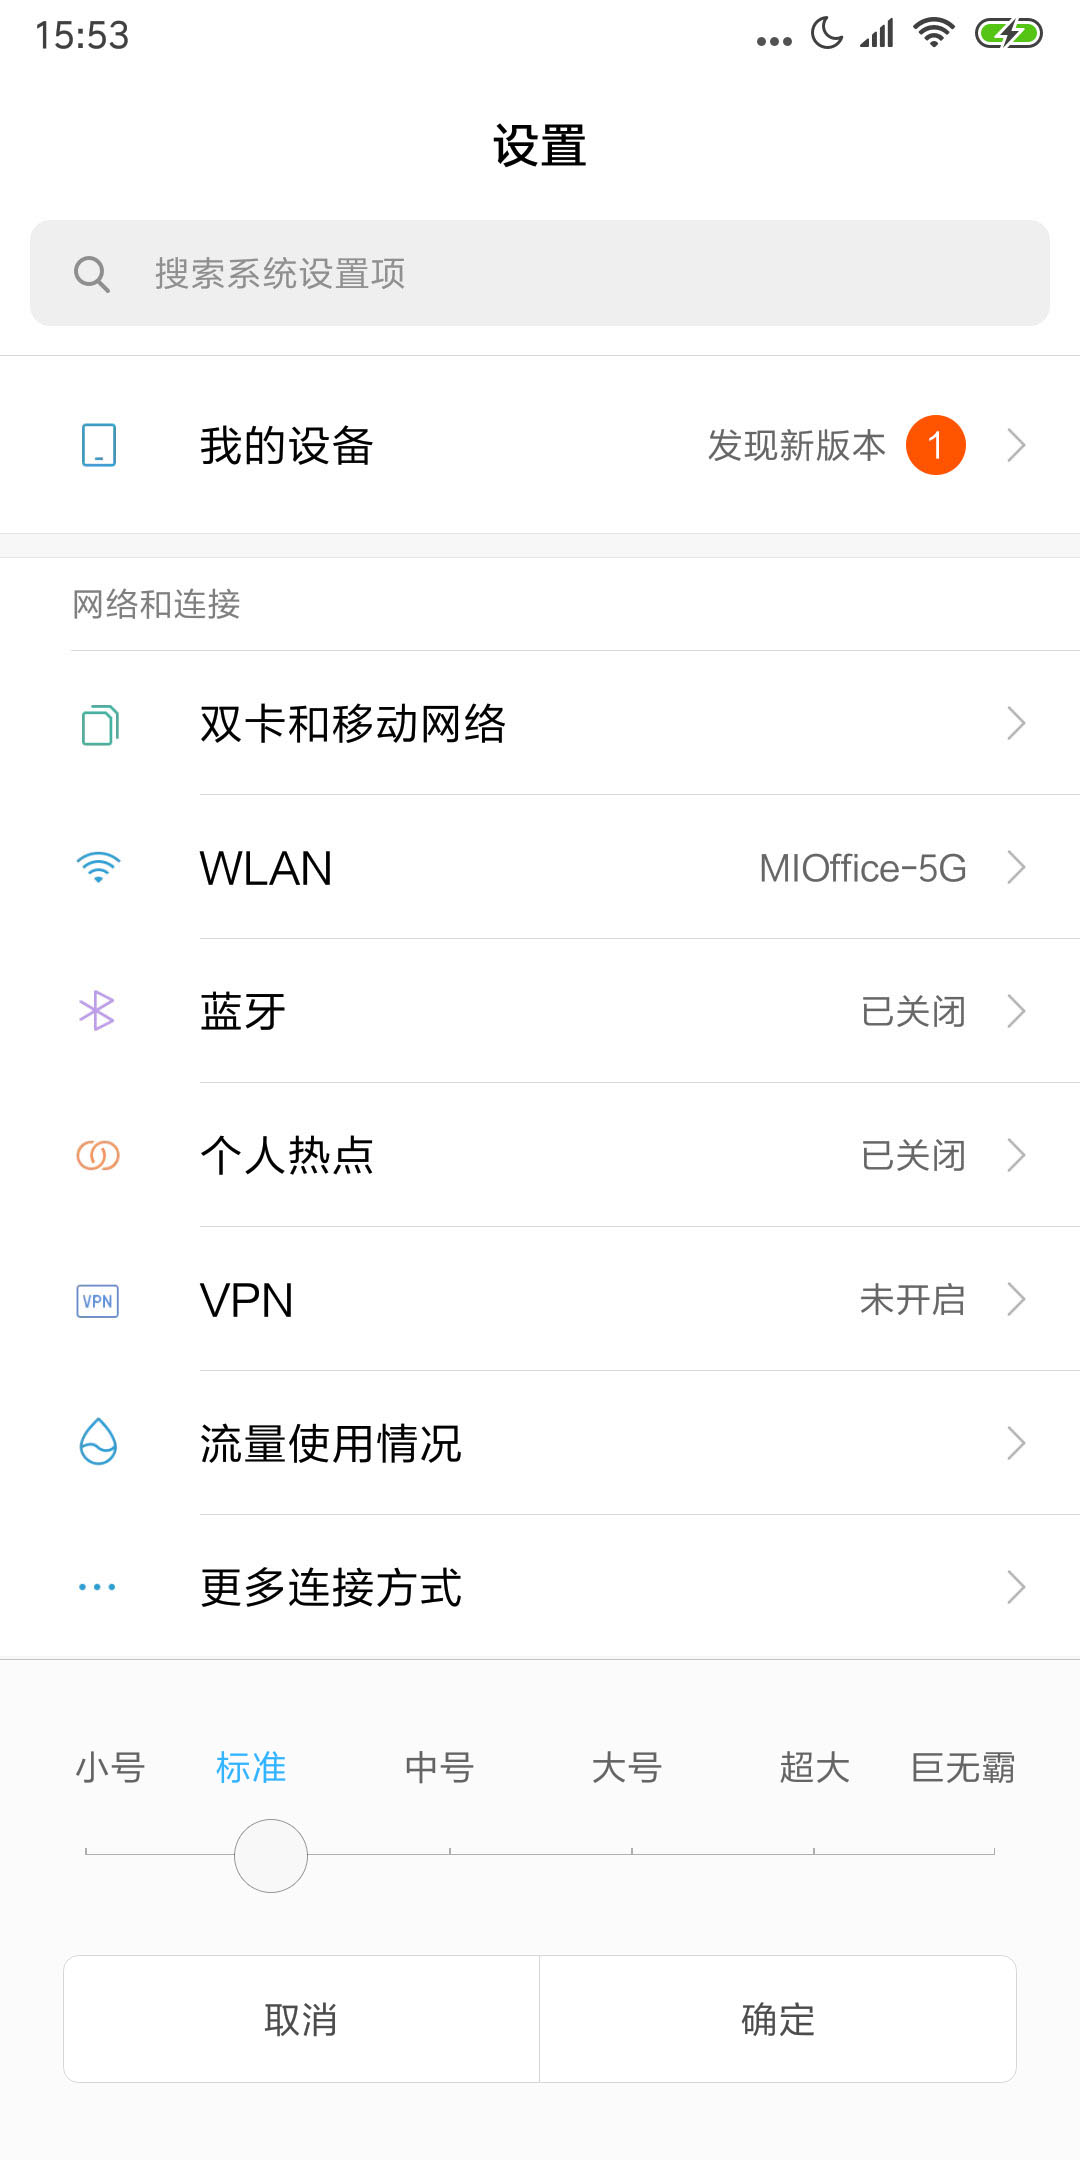 15:53
设置
搜索系统设置项
我的设备 发现新版本 1
网络和连接
双卡和移动网络
WLAN MIOffice-5G
蓝牙 已关闭
个人热点 已关闭
VPN VPN 未开启
流量使用情况
更多连接方式
小号 标准 中号 大号 超大 巨无霸
取消 确定